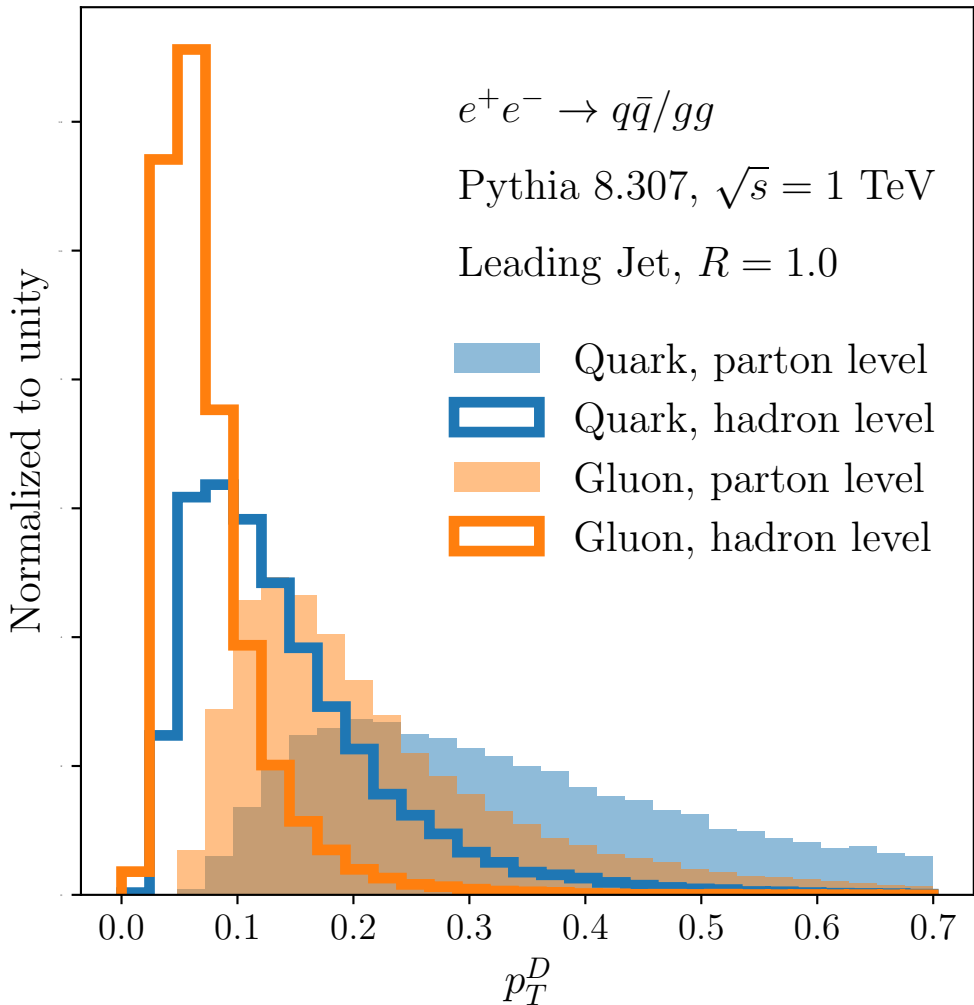 Normalized to unity
e⁺e⁻ → qq̄/gg
Pythia 8.307, √s = 1 TeV
Leading Jet, R = 1.0
Quark, parton level
Quark, hadron level
Gluon, parton level
Gluon, hadron level
0.0 0.1 0.2 0.3 0.4 0.5 0.6 0.7
p_T^D